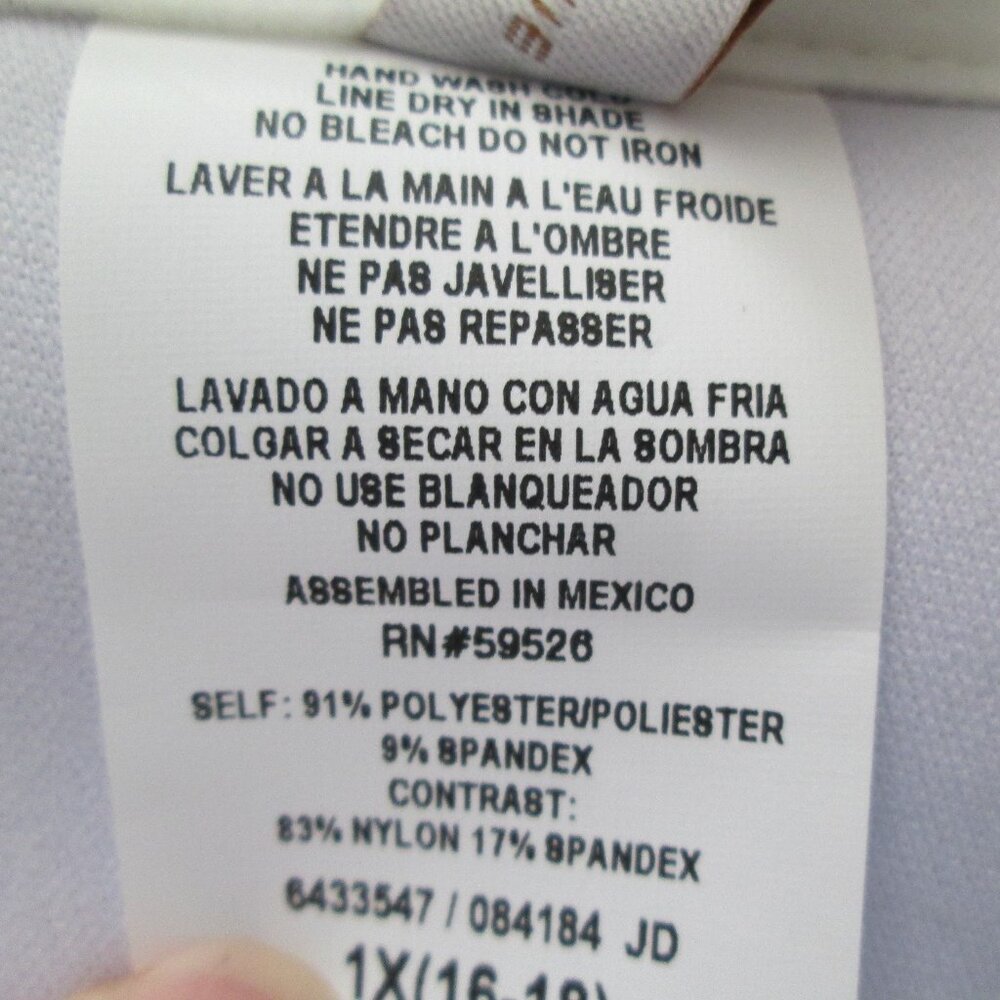 HAND WASH COLD
LINE DRY IN SHADE
NO BLEACH DO NOT IRON
LAVER A LA MAIN A L'EAU FROIDE
ETENDRE A L'OMBRE
NE PAS JAVELLISER
NE PAS REPASSER
LAVADO A MANO CON AGUA FRIA
COLGAR A SECAR EN LA SOMBRA
NO USE BLANQUEADOR
NO PLANCHAR
ASSEMBLED IN MEXICO
RN#59526
SELF: 91% POLYESTER/POLIESTER
9% SPANDEX
CONTRAST:
83% NYLON 17% SPANDEX
6433547 / 084184 JD
1X(16-18)